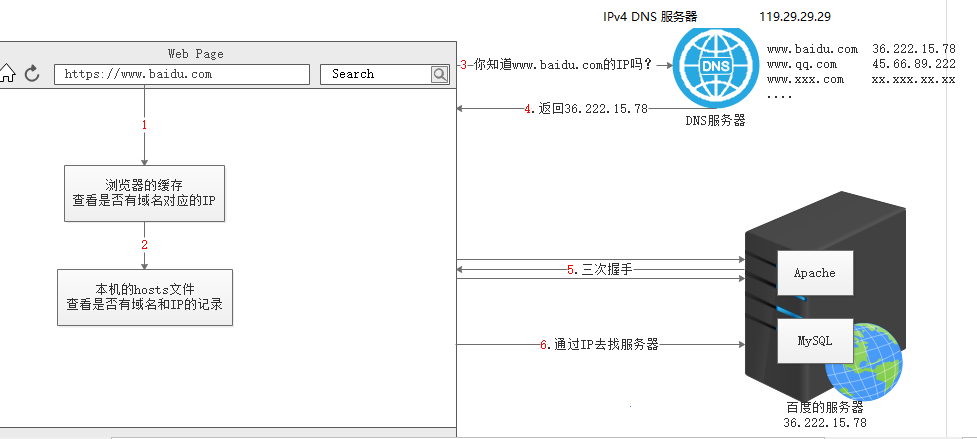 IPv4 DNS 服务器 119.29.29.29
Web Page
https://www.baidu.com
Search
3-你知道www.baidu.com的IP吗?
DNS
www.baidu.com 36.222.15.78
www.qq.com 45.66.89.222
www.xxx.com xx.xxx.xx.xx
....
4.返回36.222.15.78
DNS服务器
1
浏览器的缓存
查看是否有域名对应的IP
2
本机的hosts文件
查看是否有域名和IP的记录
5.三次握手
Apache
6.通过IP去找服务器
MySQL
百度的服务器
36.222.15.78